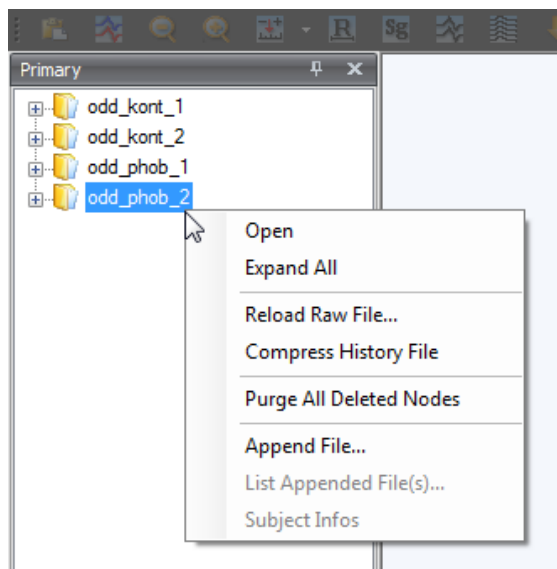 R
Sg
Primary
odd_kont_1
odd_kont_2
odd_phob_1
odd_phob_2
Open
Expand All
Reload Raw File...
Compress History File
Purge All Deleted Nodes
Append File...
List Appended File(s)...
Subject Infos